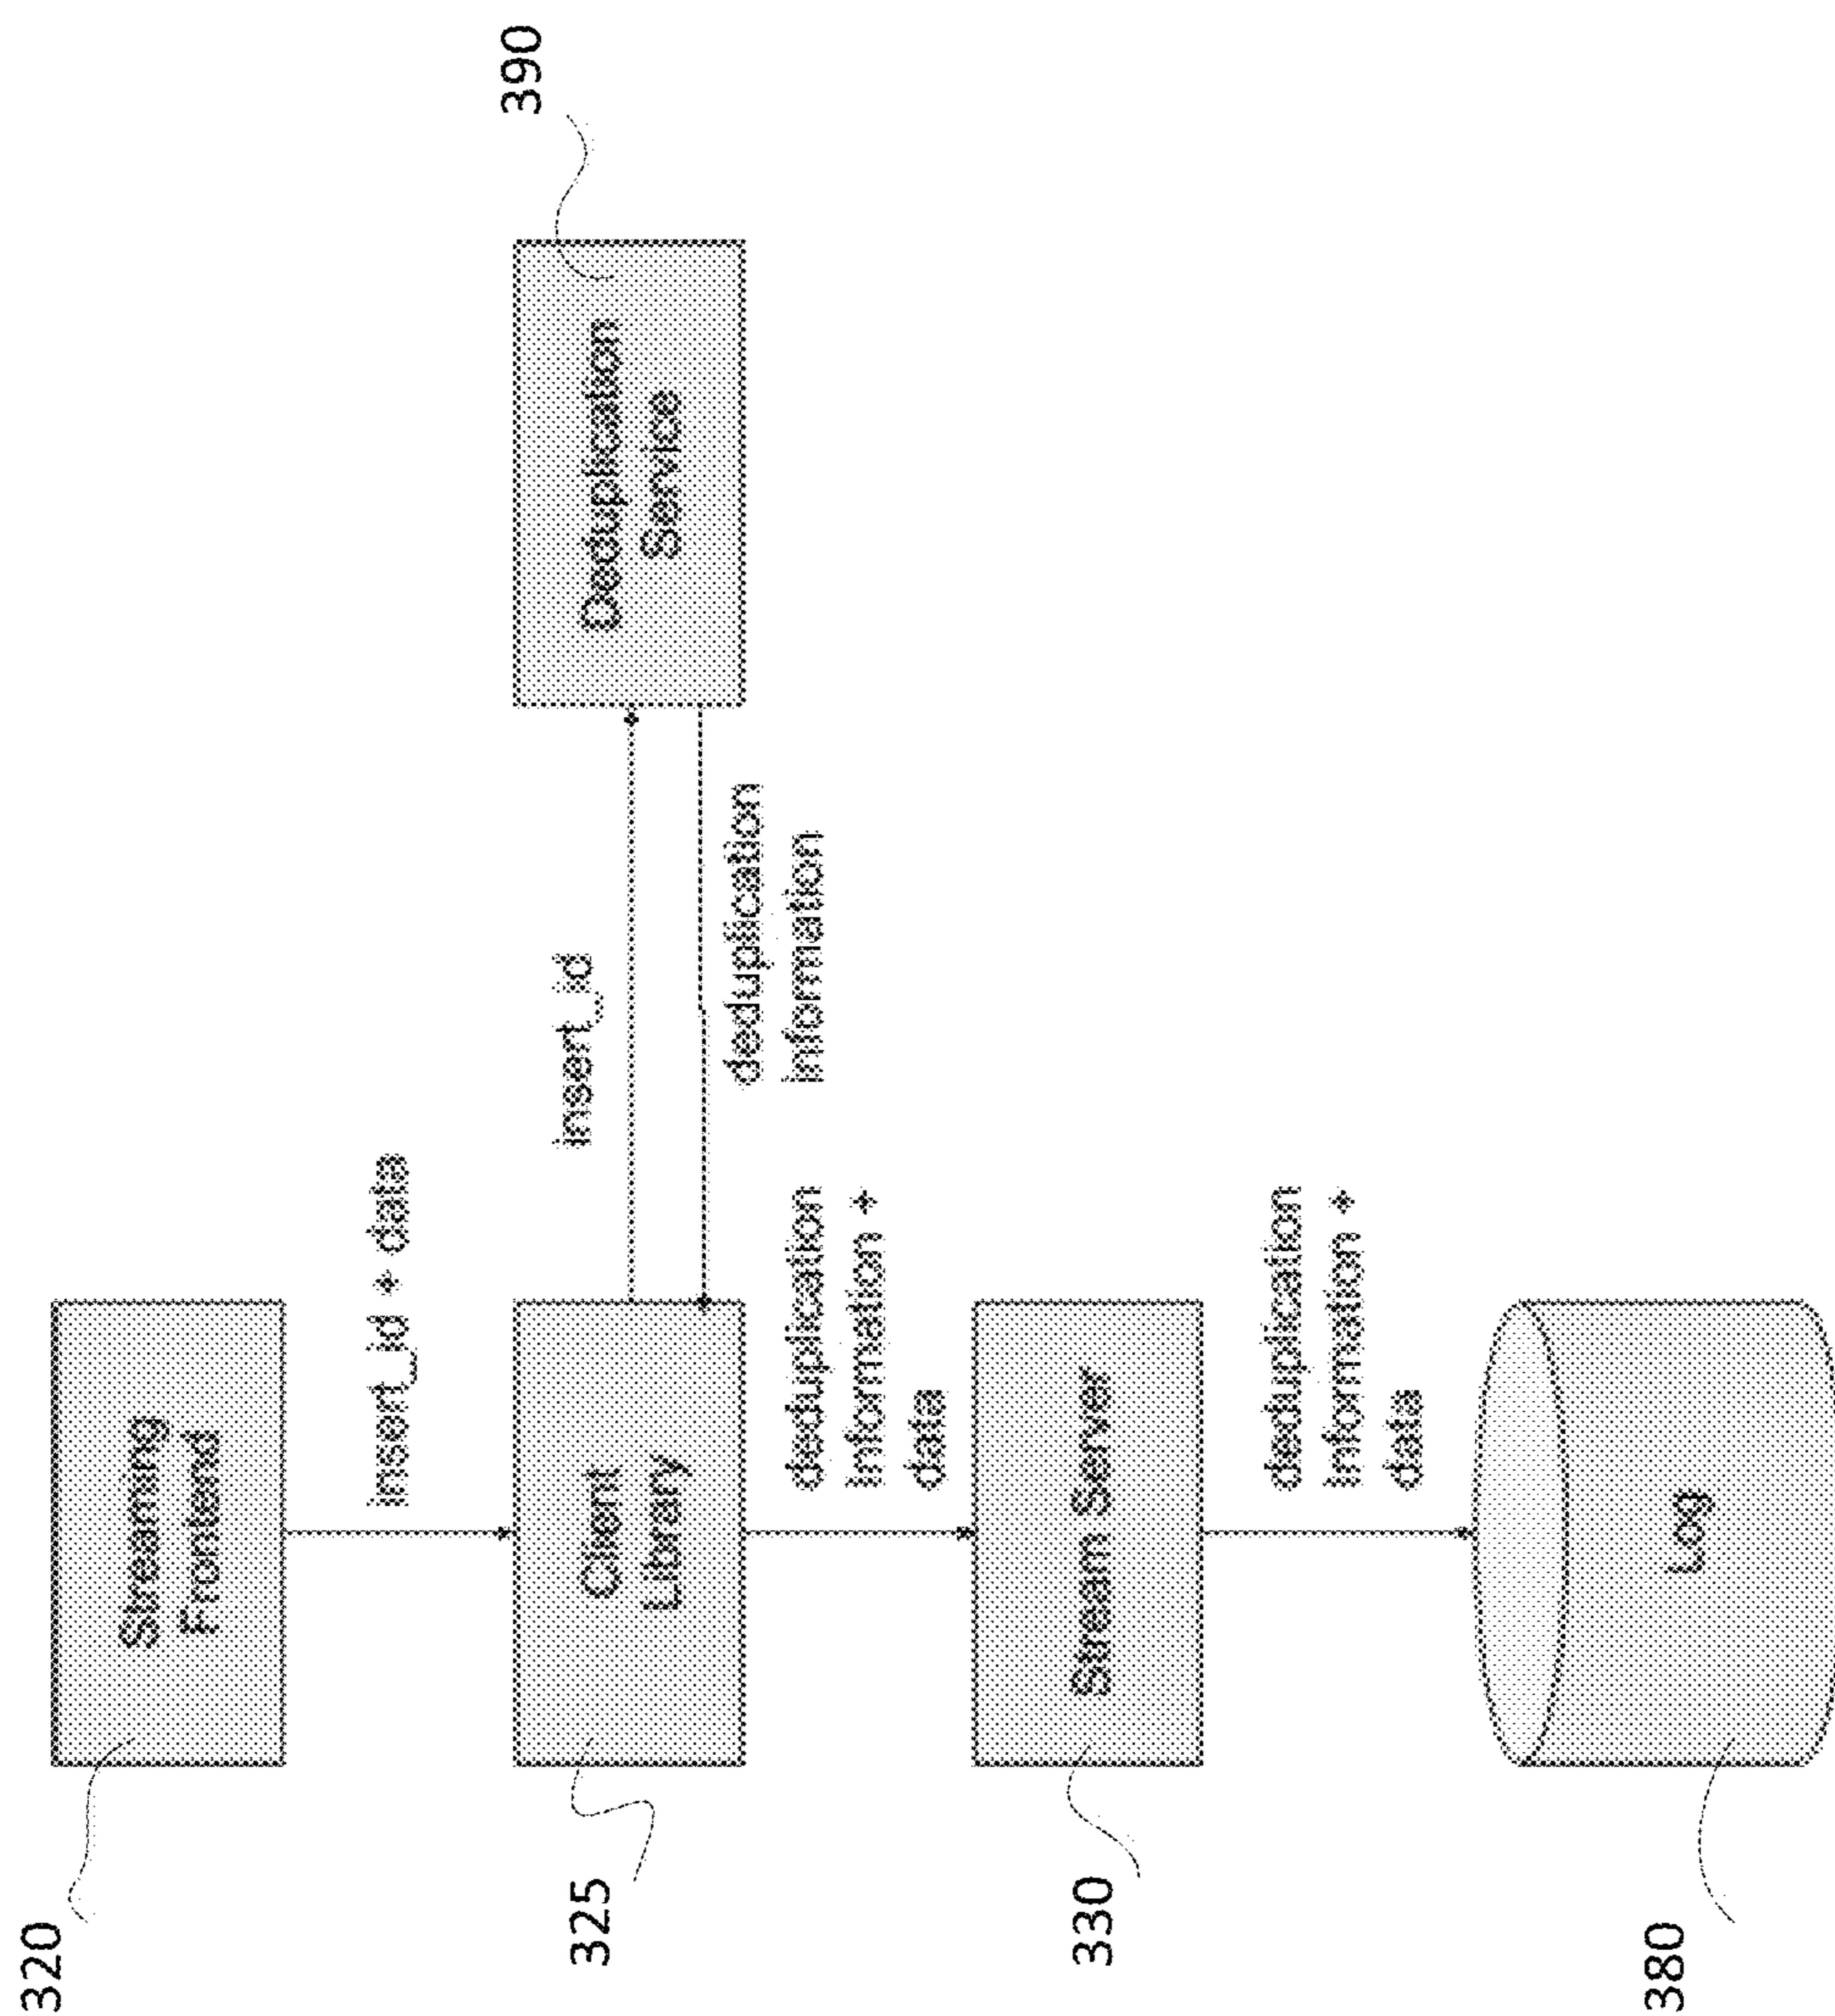 320
Streaming
Frontend
insert_id + data
390
325
Client
Library
insert_id
deduplication
information
Deduplication
Service
deduplication
information +
data
330
Stream Server
deduplication
information +
data
380
Log